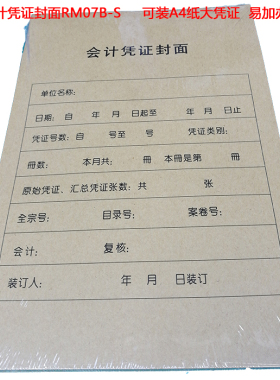 计凭证封面RM07B-S 可装A4纸大凭证 易加
会计凭证封面
单位名称:
日期: 自 年 月 日起至 年 月 日止
凭证号数: 自 号至 号 凭证类别:
冊数: 本月共: 冊 本冊是第 冊
原始凭证、汇总凭证张数: 共 张
全宗号: 目录号: 案卷号:
会计: 复核:
装订人: 年 月 日装订